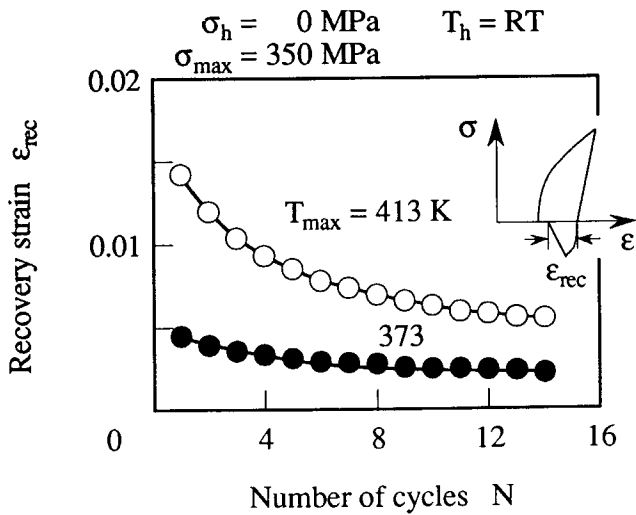 σh = 0 MPa Th = RT
σmax = 350 MPa
0.02
σ
Tmax = 413 K
ε
εrec
0.01
373
0 4 8 12 16
Recovery strain εrec
Number of cycles N